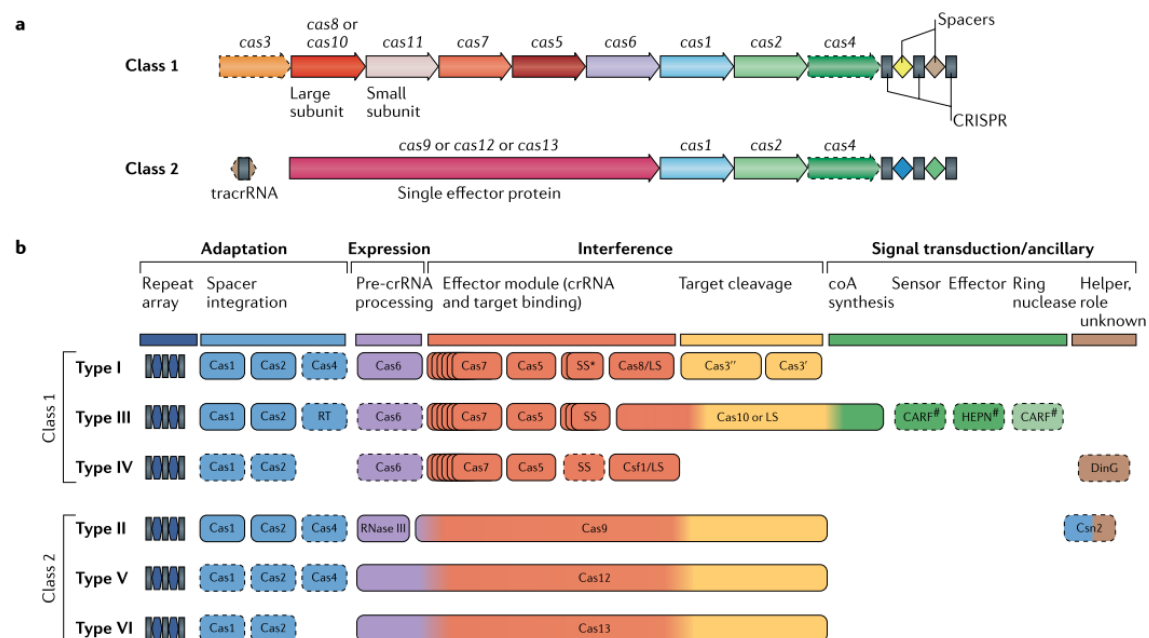 a
cas8 or
cas3 cas10 cas11 cas7 cas5 cas6 cas1 cas2 cas4
Spacers
Class 1
Large subunit
Small subunit
CRISPR
cas9 or cas12 or cas13 cas1 cas2 cas4
Class 2
tracrRNA
Single effector protein
b
Adaptation Expression Interference Signal transduction/ancillary
Repeat array
Spacer integration
Pre-crRNA processing
Effector module (crRNA and target binding)
Target cleavage
coA synthesis
Sensor
Effector
Ring nuclease
Helper, role unknown
Class 1
Type I Cas1 Cas2 Cas4 Cas6 Cas7 Cas5 SS* Cas8/LS Cas3′′ Cas3′
Type III Cas1 Cas2 RT Cas6 Cas7 Cas5 SS Cas10 or LS CARF# HEPN# CARF#
Type IV Cas1 Cas2 Cas6 Cas7 Cas5 SS Csf1/LS DinG
Class 2
Type II Cas1 Cas2 Cas4 RNase III Cas9 Csn2
Type V Cas1 Cas2 Cas4 Cas12
Type VI Cas1 Cas2 Cas13